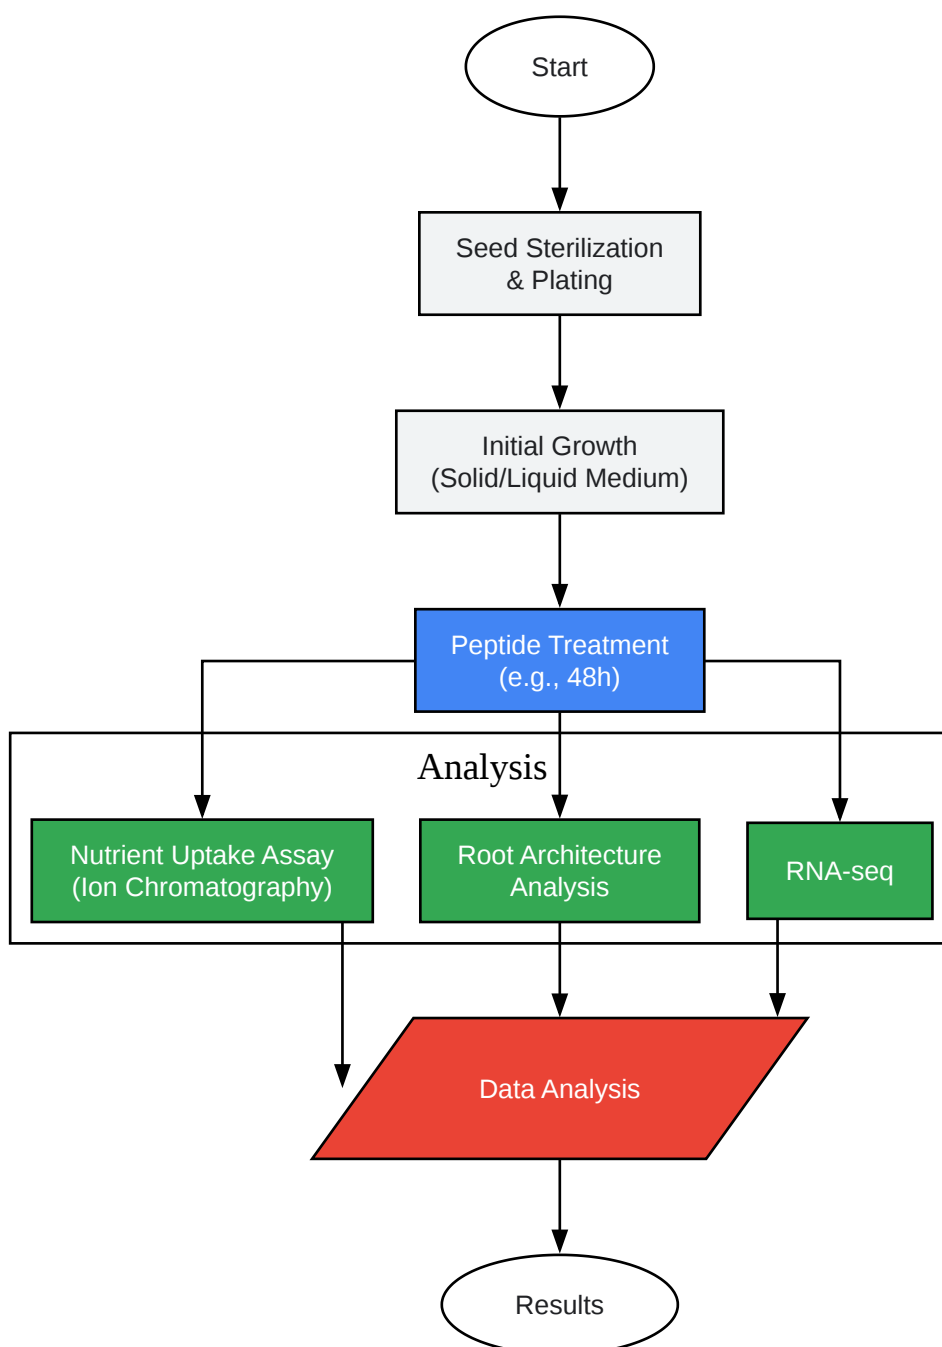 Start
Seed Sterilization
& Plating
Initial Growth
(Solid/Liquid Medium)
Peptide Treatment
(e.g., 48h)
Analysis
Nutrient Uptake Assay
(Ion Chromatography)
Root Architecture
Analysis
RNA-seq
Data Analysis
Results